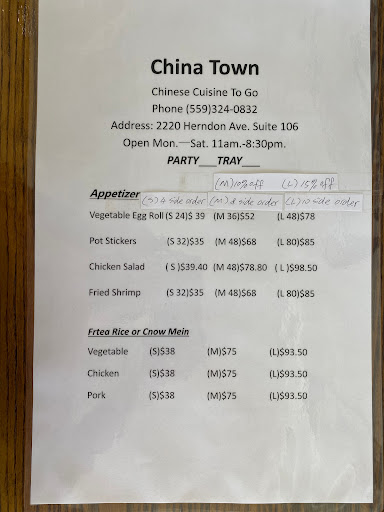 China Town
Chinese Cuisine To Go
Phone (559)324-0832
Address: 2220 Herndon Ave. Suite 106
Open Mon.—Sat. 11am.-8:30pm.
PARTY___TRAY___
(M)10%off (L) 15%off
Appetizer (S) 4 side order (M) 8 side order (L) 10 side order
Vegetable Egg Roll (S 24)$ 39 (M 36)$52 (L 48)$78
Pot Stickers (S 32)$35 (M 48)$68 (L 80)$85
Chicken Salad (S )$39.40 (M 48)$78.80 (L )$98.50
Fried Shrimp (S 32)$35 (M 48)$68 (L 80)$85
Frtea Rice or Cnow Mein
Vegetable (S)$38 (M)$75 (L)$93.50
Chicken (S)$38 (M)$75 (L)$93.50
Pork (S)$38 (M)$75 (L)$93.50